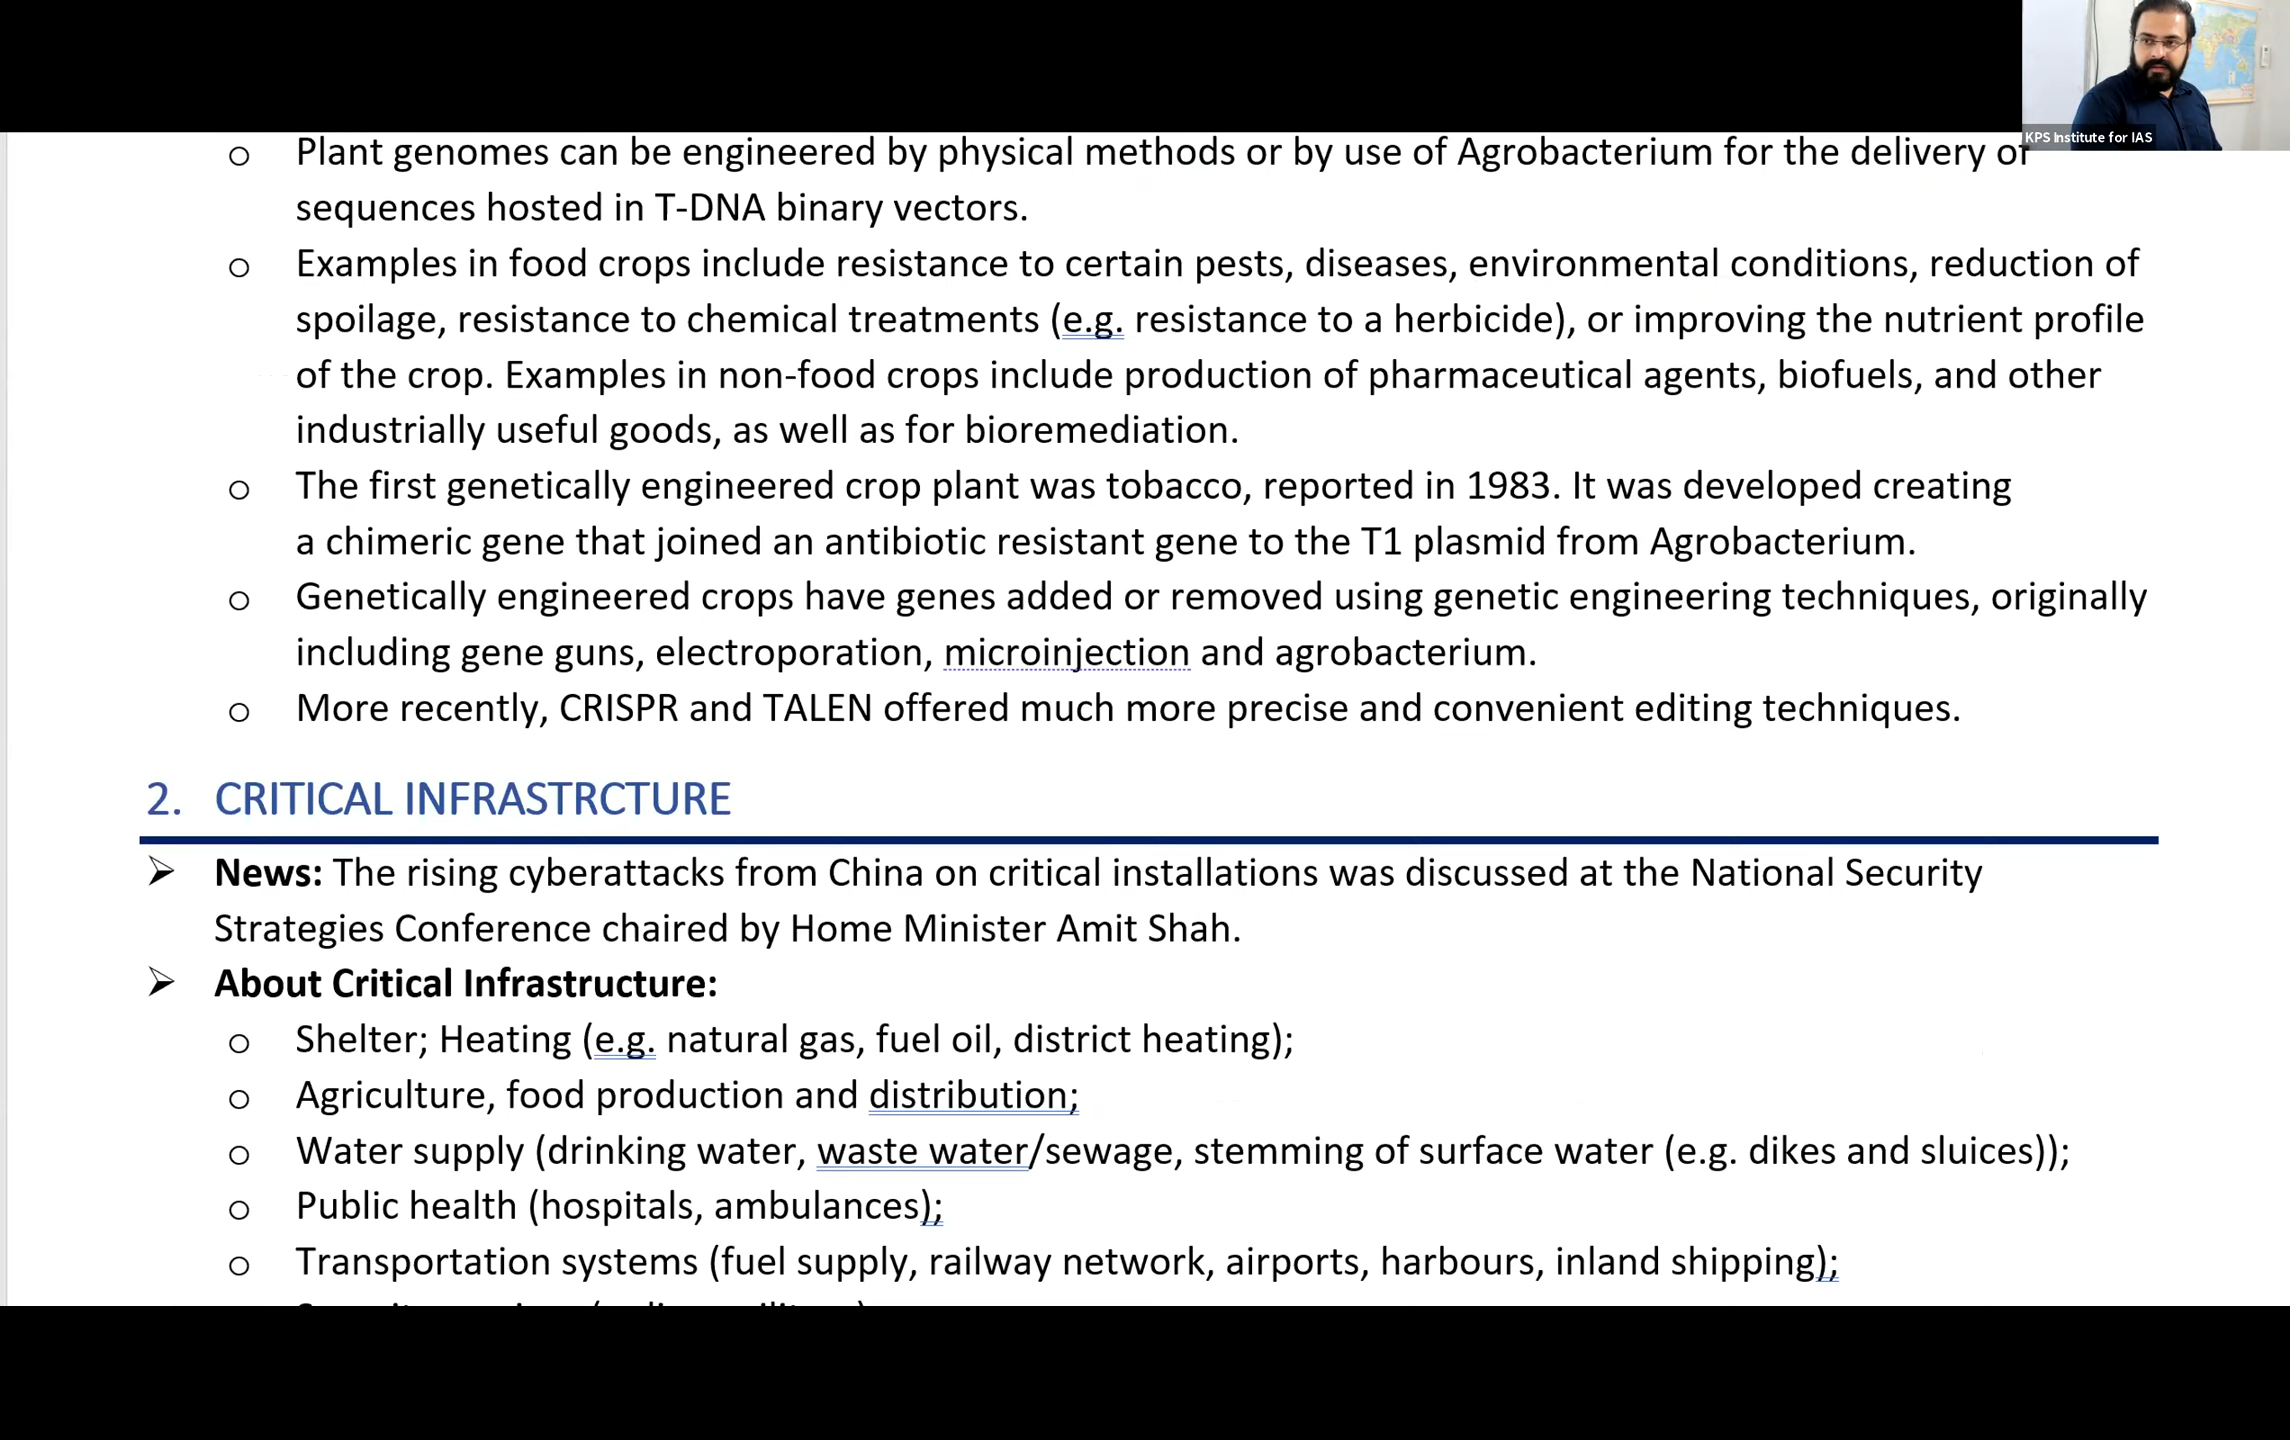 KPS Institute for IAS
o Plant genomes can be engineered by physical methods or by use of Agrobacterium for the delivery of
sequences hosted in T-DNA binary vectors.
o Examples in food crops include resistance to certain pests, diseases, environmental conditions, reduction of
spoilage, resistance to chemical treatments (e.g. resistance to a herbicide), or improving the nutrient profile
of the crop. Examples in non-food crops include production of pharmaceutical agents, biofuels, and other
industrially useful goods, as well as for bioremediation.
o The first genetically engineered crop plant was tobacco, reported in 1983. It was developed creating
a chimeric gene that joined an antibiotic resistant gene to the T1 plasmid from Agrobacterium.
o Genetically engineered crops have genes added or removed using genetic engineering techniques, originally
including gene guns, electroporation, microinjection and agrobacterium.
o More recently, CRISPR and TALEN offered much more precise and convenient editing techniques.
2. CRITICAL INFRASTRCTURE
➢ News: The rising cyberattacks from China on critical installations was discussed at the National Security
Strategies Conference chaired by Home Minister Amit Shah.
➢ About Critical Infrastructure:
o Shelter; Heating (e.g. natural gas, fuel oil, district heating);
o Agriculture, food production and distribution;
o Water supply (drinking water, waste water/sewage, stemming of surface water (e.g. dikes and sluices));
o Public health (hospitals, ambulances);
o Transportation systems (fuel supply, railway network, airports, harbours, inland shipping);